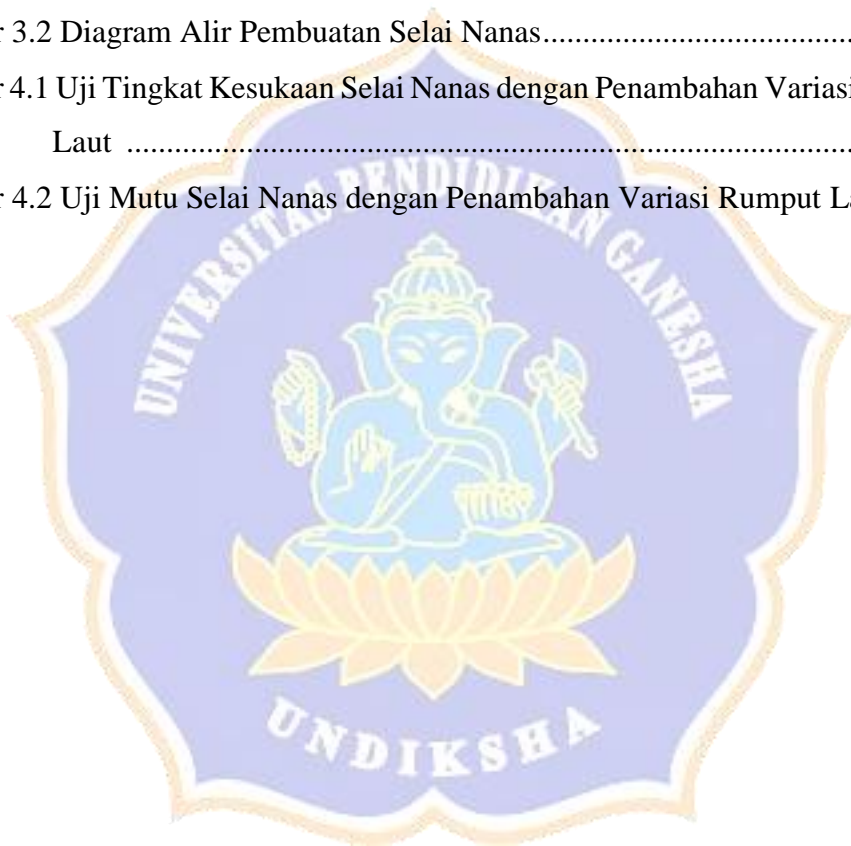 r 3.2 Diagram Alir Pembuatan Selai Nanas.....................................
r 4.1 Uji Tingkat Kesukaan Selai Nanas dengan Penambahan Variasi
Laut ................................................................................
r 4.2 Uji Mutu Selai Nanas dengan Penambahan Variasi Rumput La
UNIVERSITAS PENDIDIKAN GANESHA
UNDIKSHA